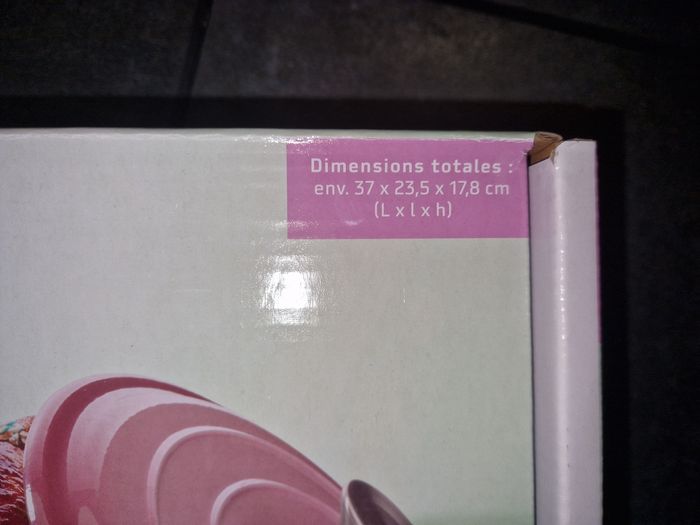 Dimensions totales :
env. 37 x 23,5 x 17,8 cm
(L x l x h)